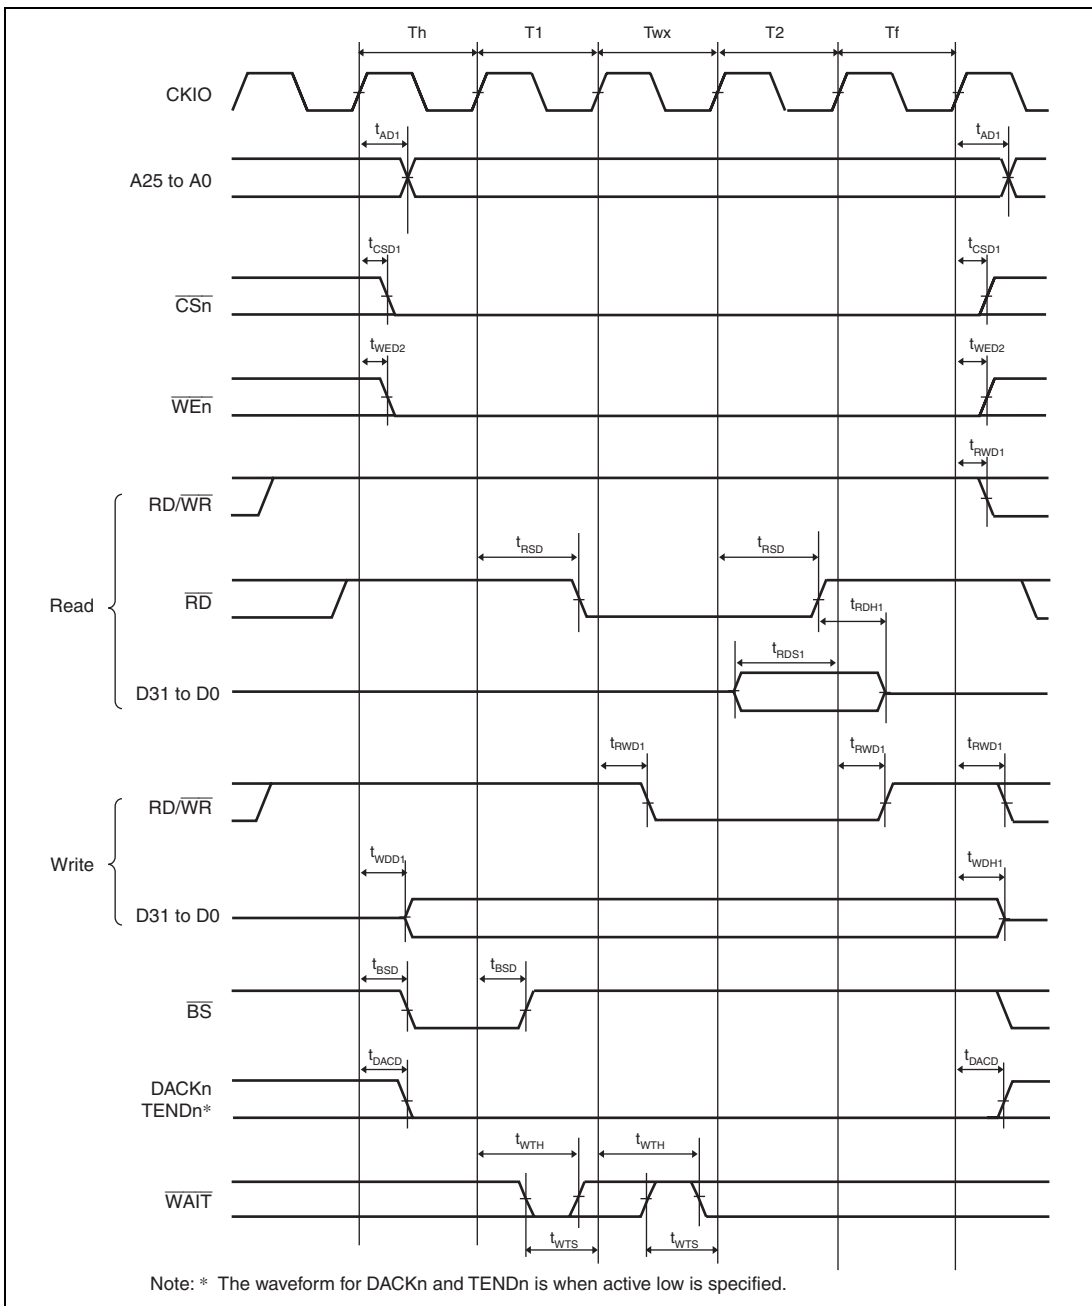 Th T1 Twx T2 Tf
CKIO
tAD1 tAD1
A25 to A0
tCSD1 tCSD1
CSn
tWED2 tWED2
WEn
tRWD1
RD/WR
tRSD tRSD
Read
RD
tRDH1
tRDS1
D31 to D0
tRWD1 tRWD1 tRWD1
RD/WR
Write
tWDD1 tWDH1
D31 to D0
tBSD tBSD
BS
tDACD tDACD
DACKn
TENDn*
tWTH tWTH
WAIT
tWTS tWTS
Note: * The waveform for DACKn and TENDn is when active low is specified.